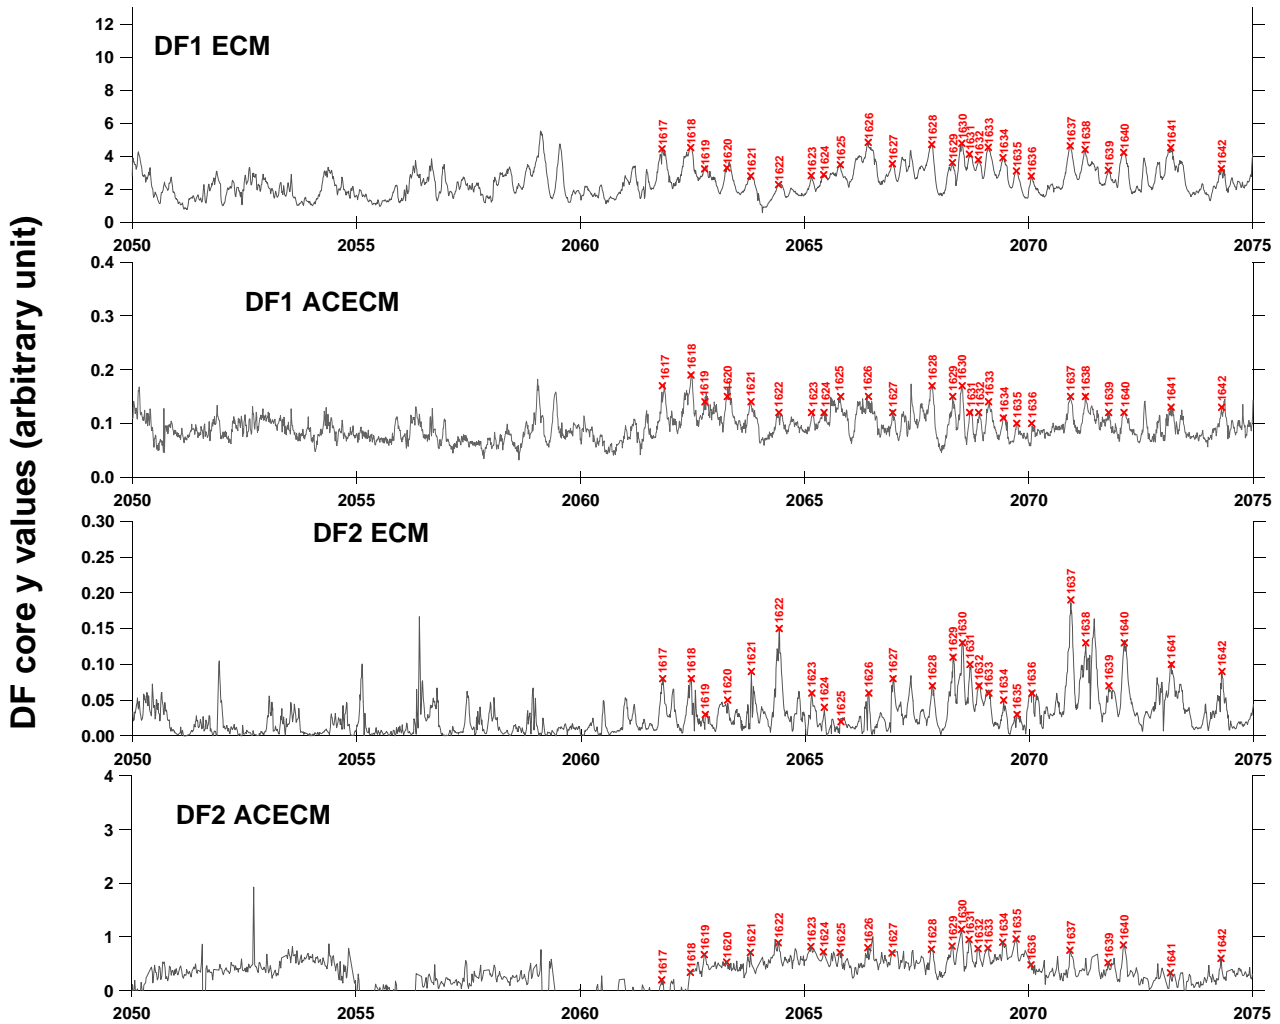 DF core y values (arbitrary unit)
DF1 ECM
12
10
8
6
4
2
0
1617 1618 1619 1620 1621 1622 1623 1624 1625 1626 1627 1628 1629 1630 1631 1632 1633 1634 1635 1636 1637 1638 1639 1640 1641 1642
2050 2055 2060 2065 2070 2075
DF1 ACECM
0.4
0.3
0.2
0.1
0.0
1617 1618 1619 1620 1621 1622 1623 1624 1625 1626 1627 1628 1629 1630 1631 1632 1633 1634 1635 1636 1637 1638 1639 1640 1641 1642
2050 2055 2060 2065 2070 2075
DF2 ECM
0.30
0.25
0.20
0.15
0.10
0.05
0.00
1617 1618 1619 1620 1621 1622 1623 1624 1625 1626 1627 1628 1629 1630 1631 1632 1633 1634 1635 1636 1637 1638 1639 1640 1641 1642
2050 2055 2060 2065 2070 2075
DF2 ACECM
4
3
2
1
0
1617 1618 1619 1620 1621 1622 1623 1624 1625 1626 1627 1628 1629 1630 1631 1632 1633 1634 1635 1636 1637 1639 1640 1641 1642
2050 2055 2060 2065 2070 2075